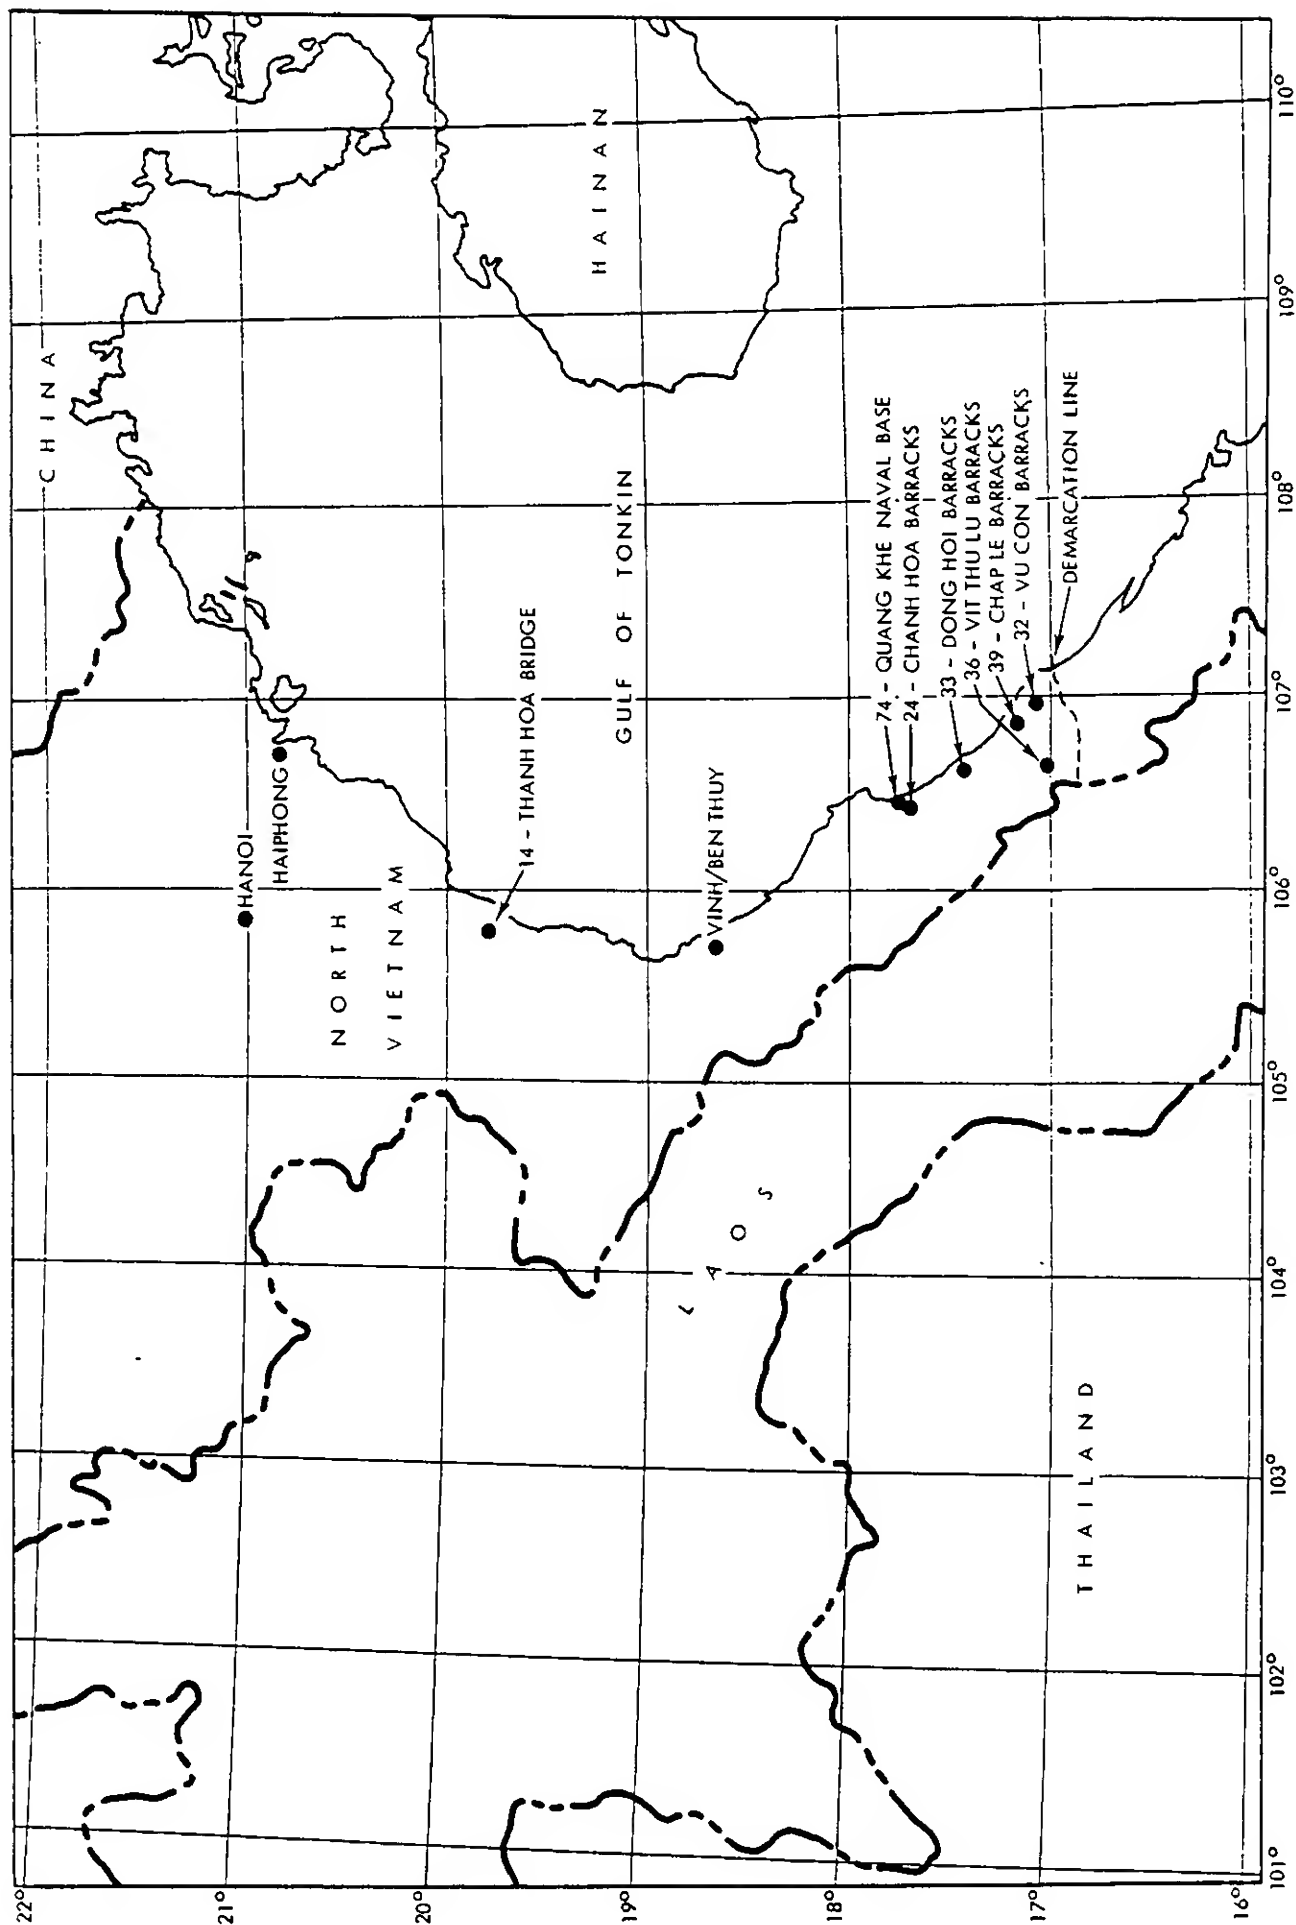 CHINA
HANOI
HAIPHONG
NORTH
VIETNAM
HAINAN
14 - THANH HOA BRIDGE
GULF OF TONKIN
VINH/BEN THUY
LAOS
74 - QUANG KHE NAVAL BASE
24 - CHANH HOA BARRACKS
33 - DONG HOI BARRACKS
36 - VIT THU LU BARRACKS
39 - CHAP LE BARRACKS
32 - VU CON BARRACKS
DEMARCATION LINE
THAILAND
22°
21°
20°
19°
18°
17°
16°
101°
102°
103°
104°
105°
106°
107°
108°
109°
110°